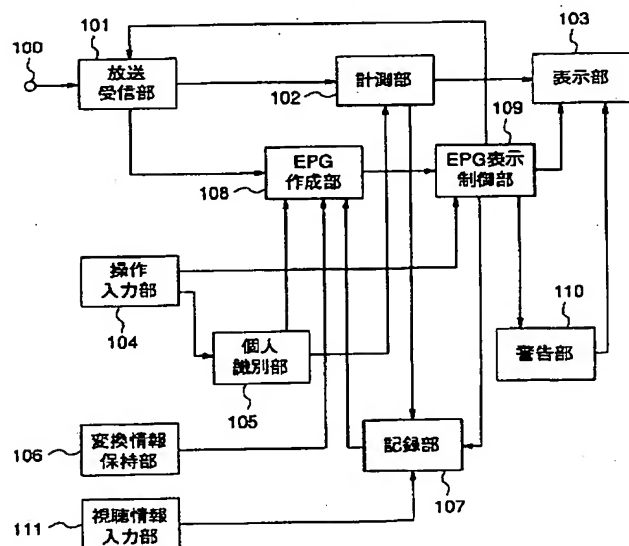 101
103
100
放送
受信部
計測部
表示部
102
109
EPG
作成部
EPG表示
制御部
108
操作
入力部
110
104
個人
識別部
警告部
105
変換情報
保持部
記録部
106
107
視聴情報
入力部
111